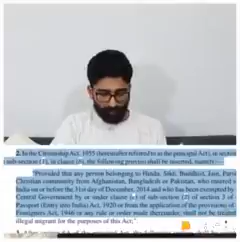 2. In the Citizenship Act, 1955 (hereinafter referred to as the principal Act), in section
sub-section (1), in clause (b), the following proviso shall be inserted, namely:—
"Provided that any person belonging to Hindu, Sikh, Buddhist, Jain, Parsi
Christian community from Afghanistan, Bangladesh or Pakistan, who entered
India on or before the 31st day of December, 2014 and who has been exempted by
Central Government by or under clause (c) of sub-section (2) of section 3 of
Passport (Entry into India) Act, 1920 or from the application of the provisions of
Foreigners Act, 1946 or any rule or order made thereunder, shall not be treated
illegal migrant for the purposes of this Act;"